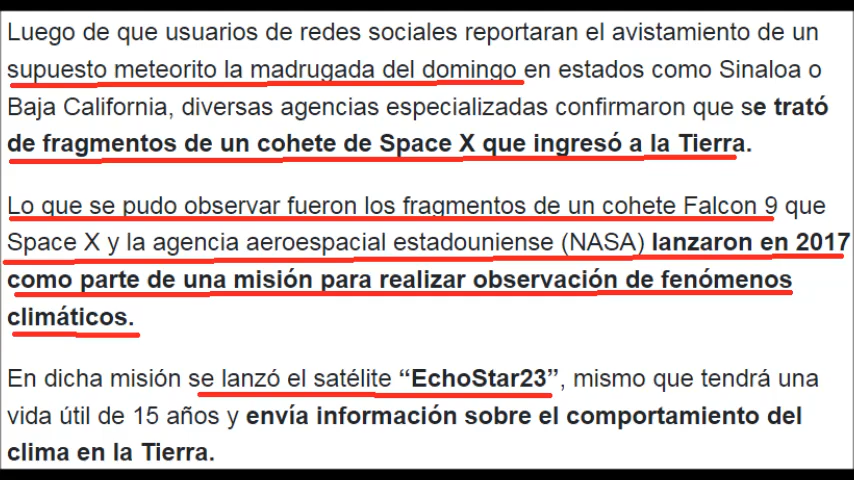 Luego de que usuarios de redes sociales reportaran el avistamiento de un
supuesto meteorito la madrugada del domingo en estados como Sinaloa o
Baja California, diversas agencias especializadas confirmaron que se trató
de fragmentos de un cohete de Space X que ingresó a la Tierra.
Lo que se pudo observar fueron los fragmentos de un cohete Falcon 9 que
Space X y la agencia aeroespacial estadouniense (NASA) lanzaron en 2017
como parte de una misión para realizar observación de fenómenos
climáticos.
En dicha misión se lanzó el satélite “EchoStar23”, mismo que tendrá una
vida útil de 15 años y envía información sobre el comportamiento del
clima en la Tierra.